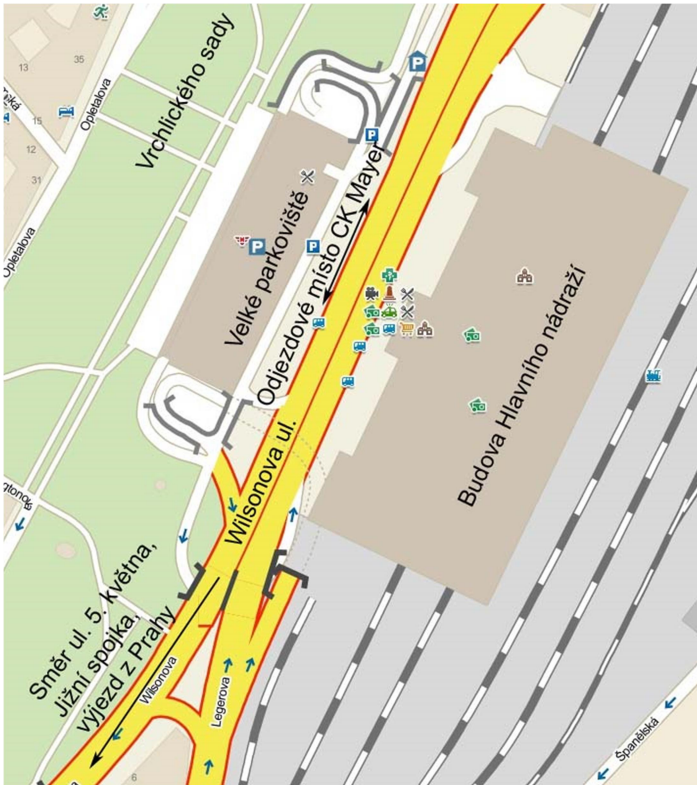 13
35
Opletalova
15
12
31
Opletalova
Vrchlického sady
P
P
P
P
Velké parkoviště
Odjezdové místo CK Mayer
Budova Hlavního nádraží
Wilsonova ul.
Směr ul. 5. května,
Jižní spojka,
výjezd z Prahy
Wilsonova
Legerova
Španělská
6